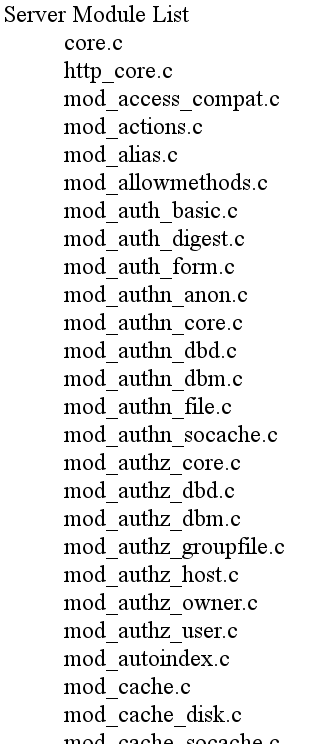 Server Module List
core.c
http_core.c
mod_access_compat.c
mod_actions.c
mod_alias.c
mod_allowmethods.c
mod_auth_basic.c
mod_auth_digest.c
mod_auth_form.c
mod_authn_anon.c
mod_authn_core.c
mod_authn_dbd.c
mod_authn_dbm.c
mod_authn_file.c
mod_authn_socache.c
mod_authz_core.c
mod_authz_dbd.c
mod_authz_dbm.c
mod_authz_groupfile.c
mod_authz_host.c
mod_authz_owner.c
mod_authz_user.c
mod_autoindex.c
mod_cache.c
mod_cache_disk.c
mod_cache_socache.c